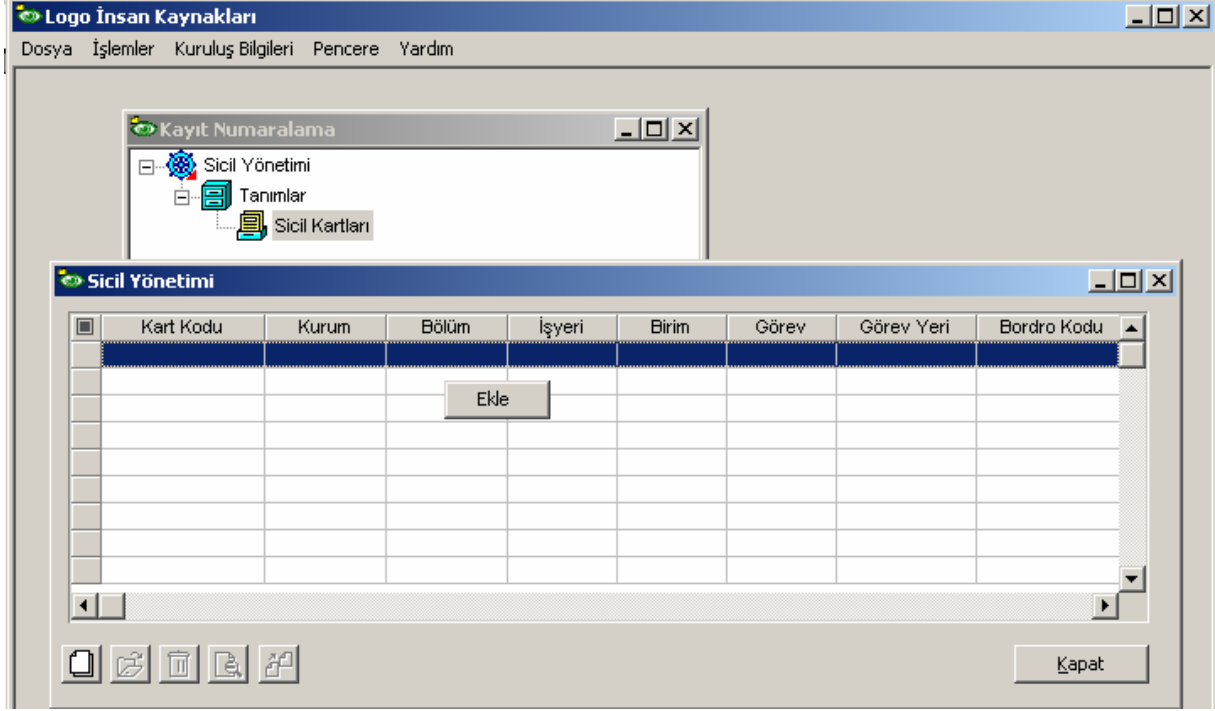 Logo İnsan Kaynakları
Dosya İşlemler Kuruluş Bilgileri Pencere Yardım
Kayıt Numaralama
Sicil Yönetimi
Tanımlar
Sicil Kartları
Sicil Yönetimi
Kart Kodu Kurum Bölüm İşyeri Birim Görev Görev Yeri Bordro Kodu
Ekle
Kapat